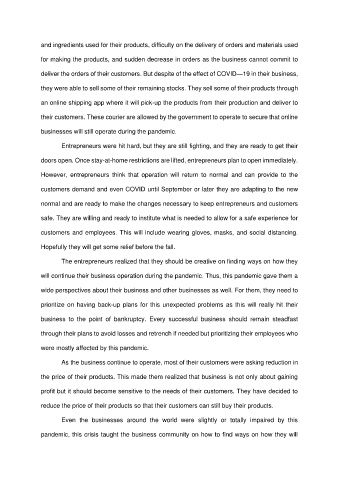 and ingredients used for their products, difficulty on the delivery of orders and materials used
for making the products, and sudden decrease in orders as the business cannot commit to
deliver the orders of their customers. But despite of the effect of COVID—19 in their business,
they were able to sell some of their remaining stocks. They sell some of their products through
an online shipping app where it will pick-up the products from their production and deliver to
their customers. These courier are allowed by the government to operate to secure that online
businesses will still operate during the pandemic.
Entrepreneurs were hit hard, but they are still fighting, and they are ready to get their
doors open. Once stay-at-home restrictions are lifted, entrepreneurs plan to open immediately.
However, entrepreneurs think that operation will return to normal and can provide to the
customers demand and even COVID until September or later they are adapting to the new
normal and are ready to make the changes necessary to keep entrepreneurs and customers
safe. They are willing and ready to institute what is needed to allow for a safe experience for
customers and employees. This will include wearing gloves, masks, and social distancing.
Hopefully they will get some relief before the fall.
The entrepreneurs realized that they should be creative on finding ways on how they
will continue their business operation during the pandemic. Thus, this pandemic gave them a
wide perspectives about their business and other businesses as well. For them, they need to
prioritize on having back-up plans for this unexpected problems as this will really hit their
business to the point of bankruptcy. Every successful business should remain steadfast
through their plans to avoid losses and retrench if needed but prioritizing their employees who
were mostly affected by this pandemic.
As the business continue to operate, most of their customers were asking reduction in
the price of their products. This made them realized that business is not only about gaining
profit but it should become sensitive to the needs of their customers. They have decided to
reduce the price of their products so that their customers can still buy their products.
Even the businesses around the world were slightly or totally impaired by this
pandemic, this crisis taught the business community on how to find ways on how they will